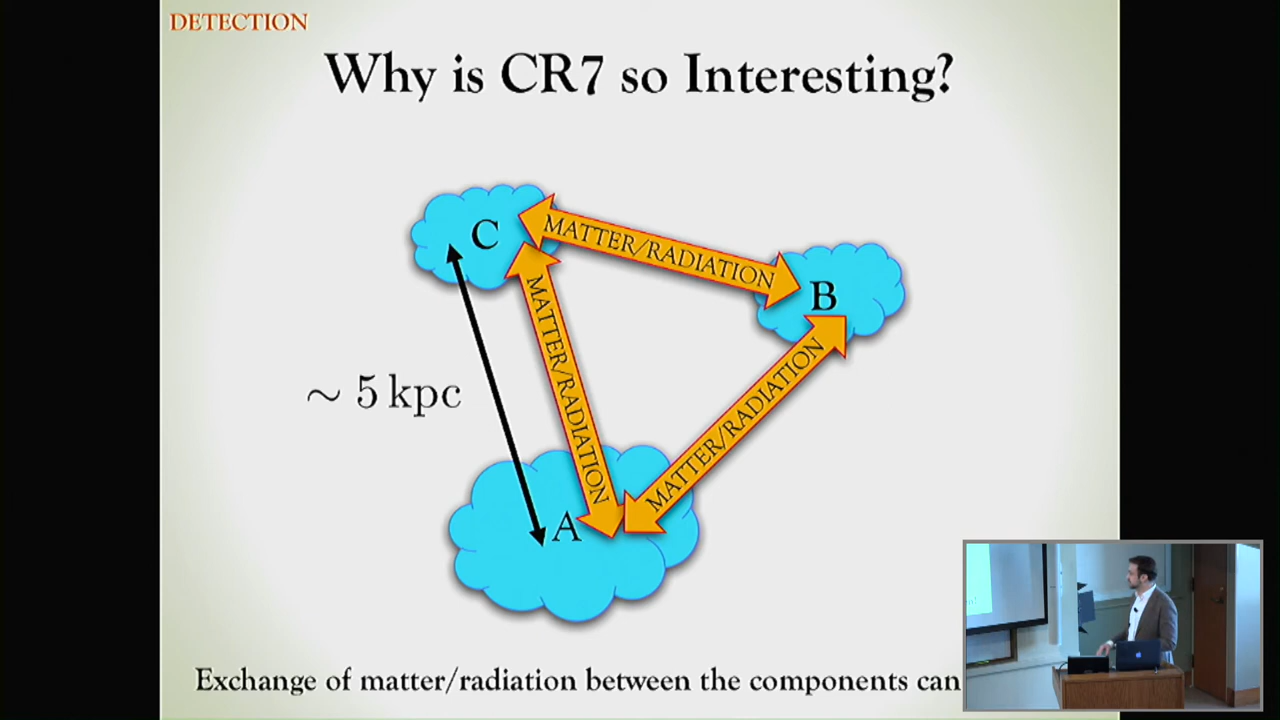 DETECTION
Why is CR7 so Interesting?
C
MATTER/RADIATION
B
MATTER/RADIATION
MATTER/RADIATION
~ 5 kpc
A
Exchange of matter/radiation between the components can